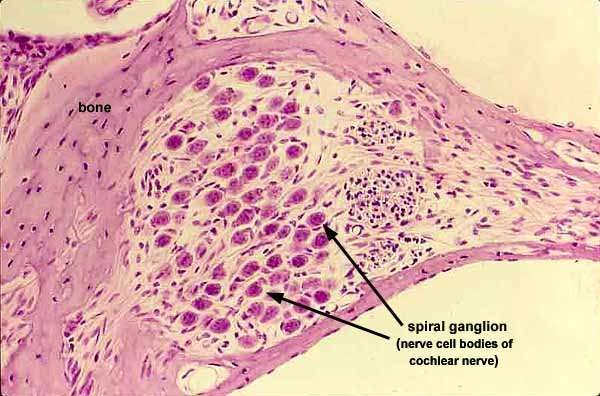 bone
spiral ganglion
(nerve cell bodies of
cochlear nerve)